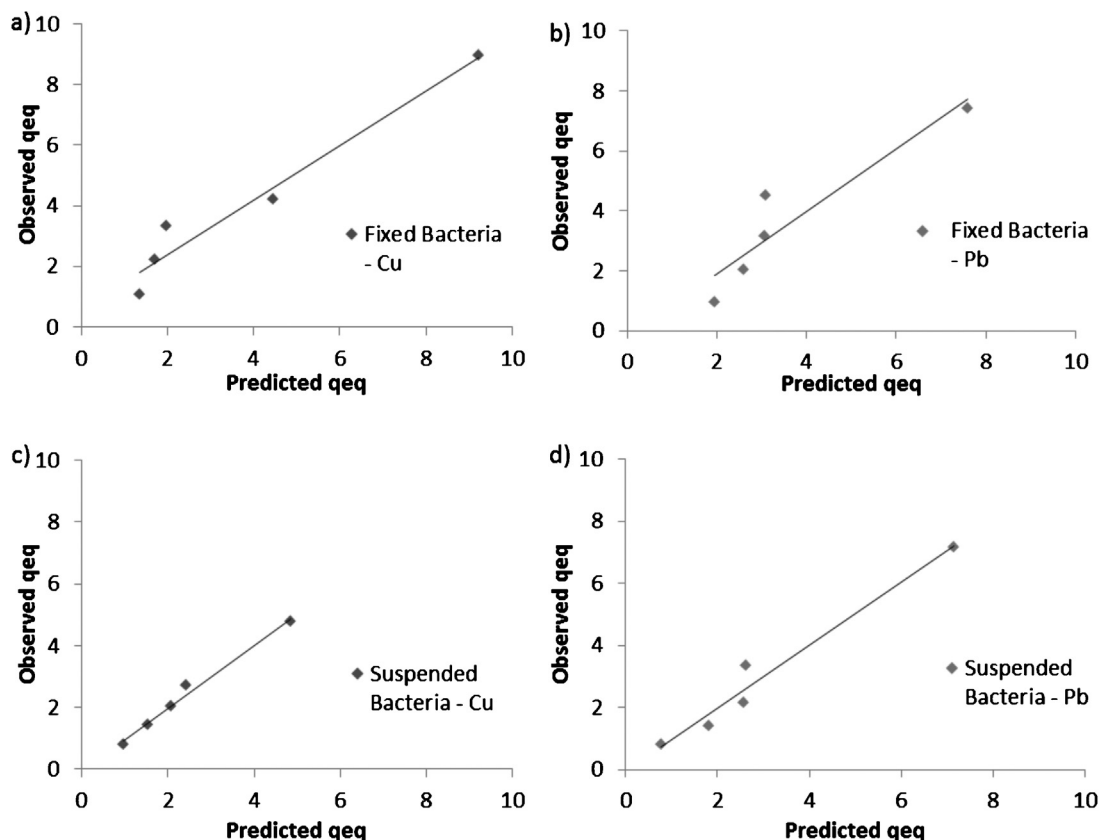 a)
10
8
6
4
2
0
Observed qeq
0 2 4 6 8 10
Predicted qeq
Fixed Bacteria
- Cu
b)
10
8
6
4
2
0
Observed qeq
0 2 4 6 8 10
Predicted qeq
Fixed Bacteria
- Pb
c)
10
8
6
4
2
0
Observed qeq
0 2 4 6 8 10
Predicted qeq
Suspended
Bacteria - Cu
d)
10
8
6
4
2
0
Observed qeq
0 2 4 6 8 10
Predicted qeq
Suspended
Bacteria - Pb